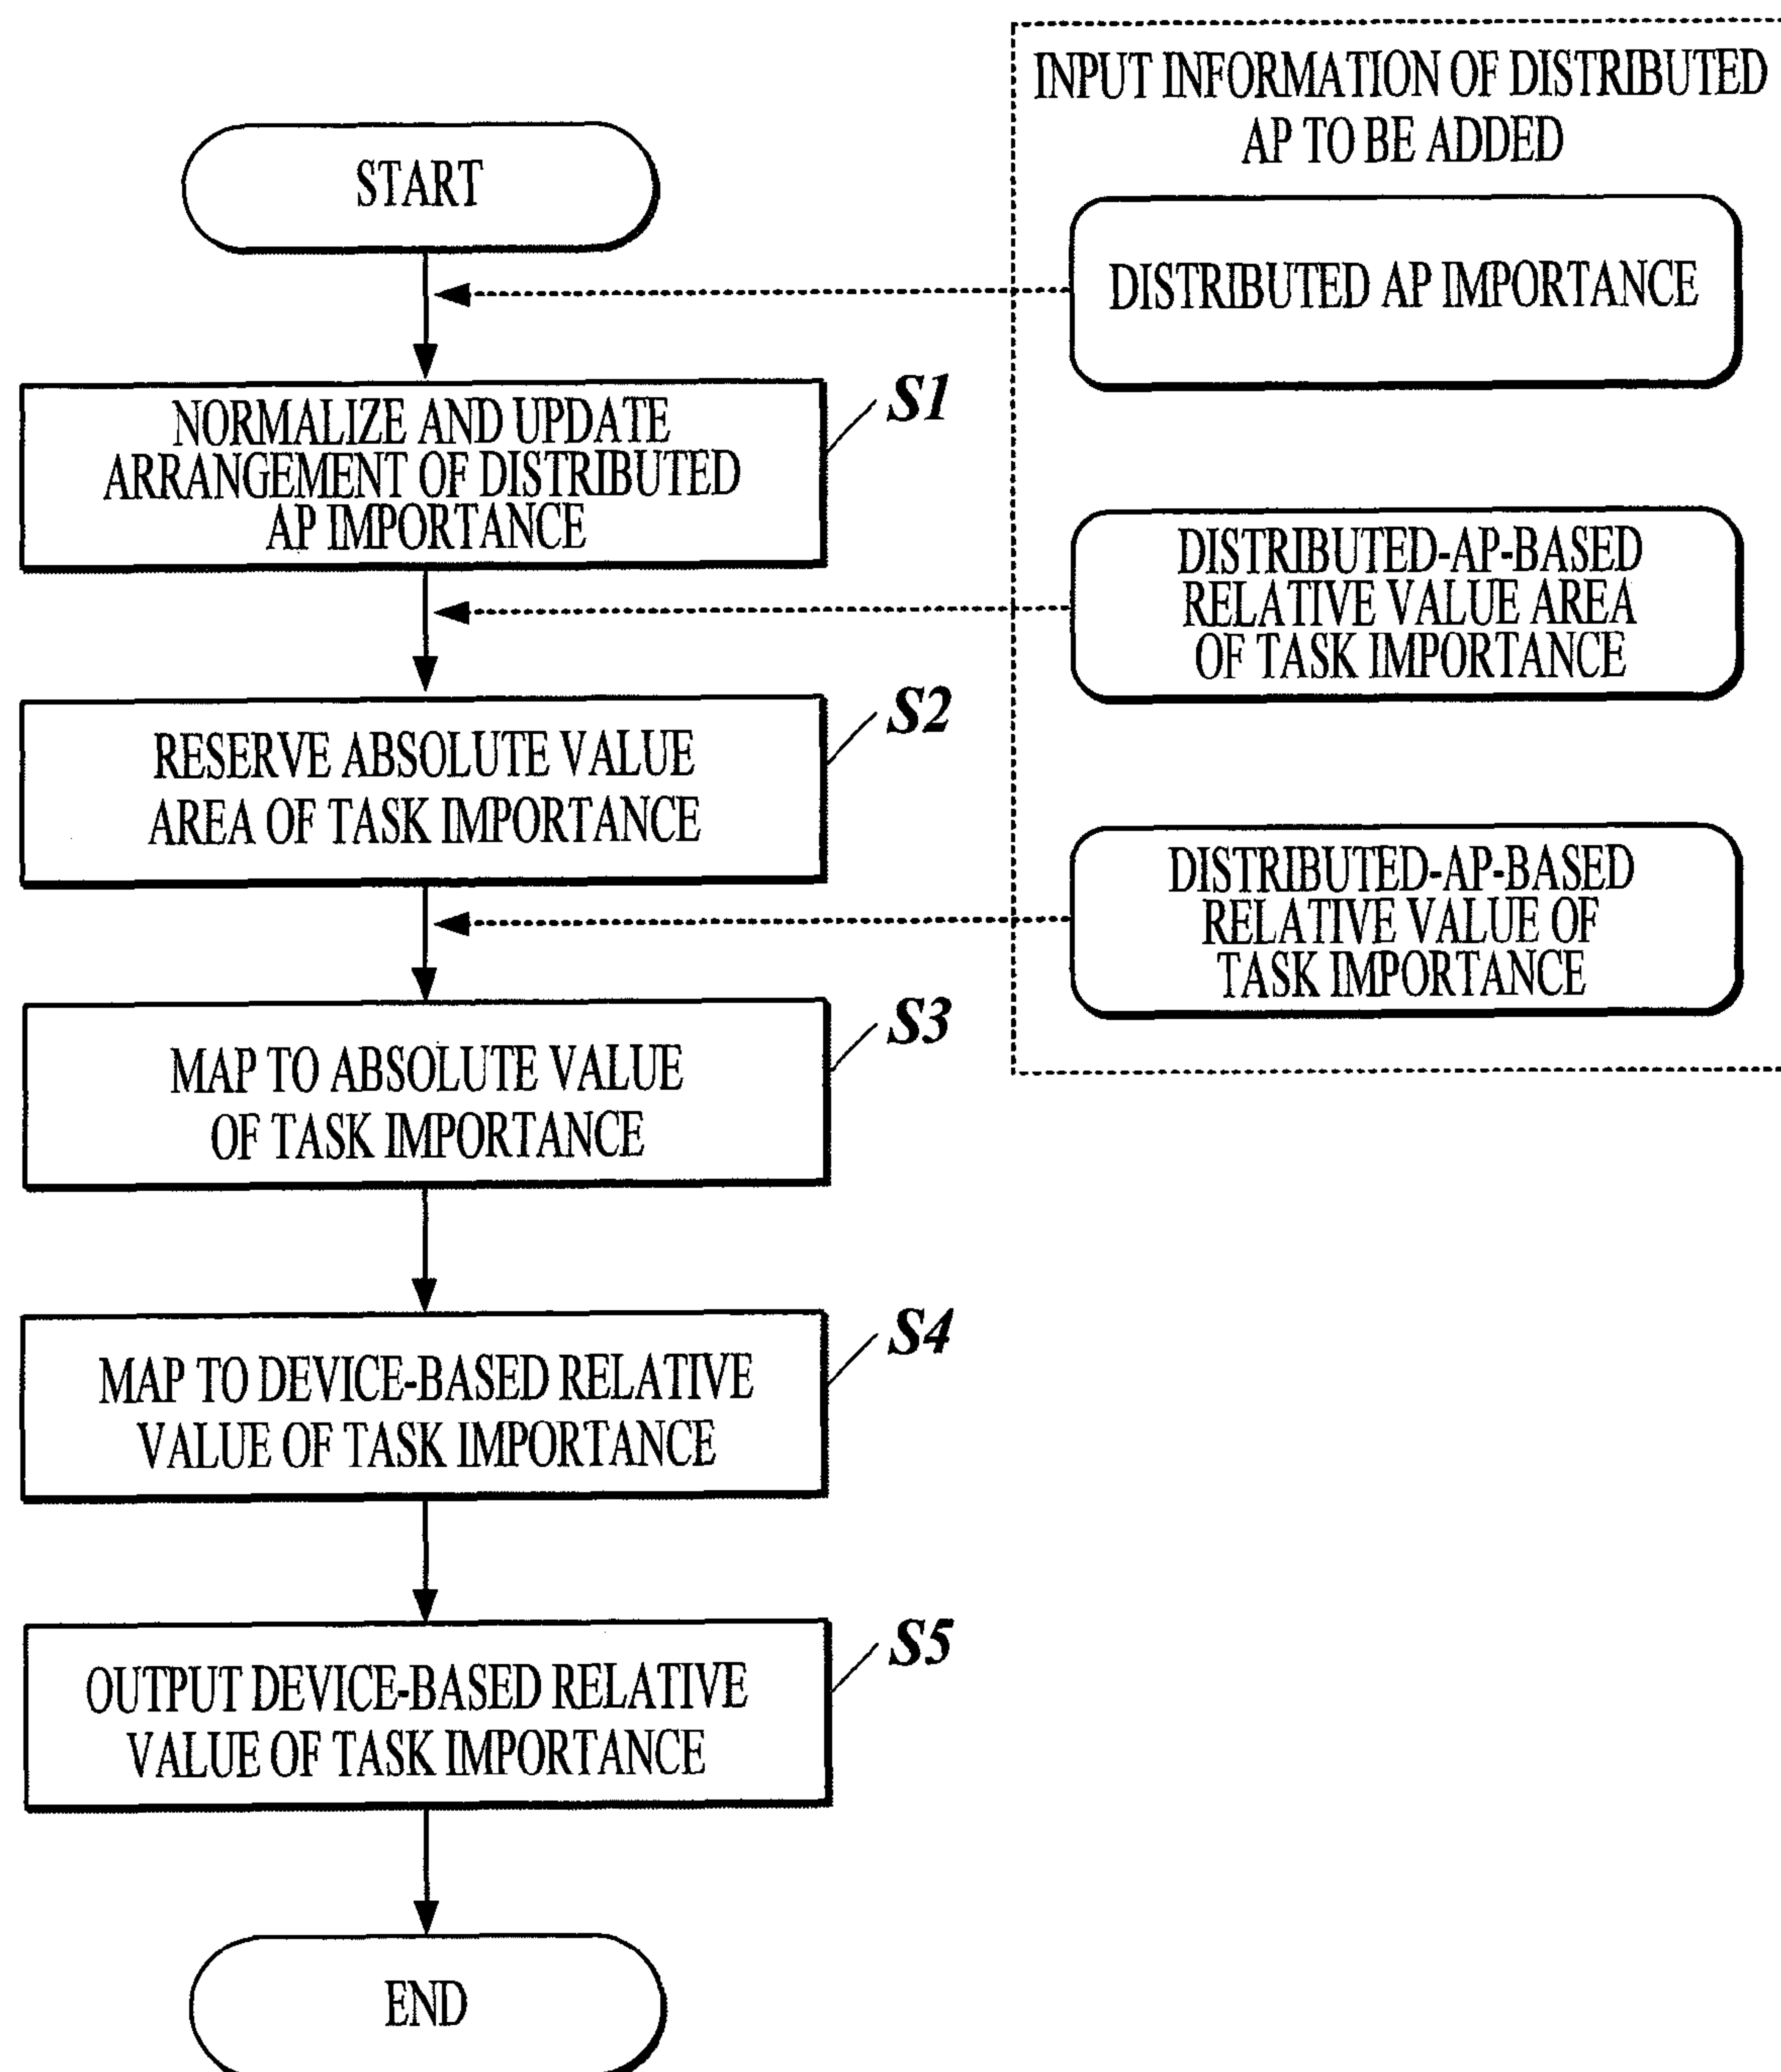 START
NORMALIZE AND UPDATE
ARRANGEMENT OF DISTRIBUTED
AP IMPORTANCE
S1
RESERVE ABSOLUTE VALUE
AREA OF TASK IMPORTANCE
S2
MAP TO ABSOLUTE VALUE
OF TASK IMPORTANCE
S3
MAP TO DEVICE-BASED RELATIVE
VALUE OF TASK IMPORTANCE
S4
OUTPUT DEVICE-BASED RELATIVE
VALUE OF TASK IMPORTANCE
S5
END
INPUT INFORMATION OF DISTRIBUTED
AP TO BE ADDED
DISTRIBUTED AP IMPORTANCE
DISTRIBUTED-AP-BASED
RELATIVE VALUE AREA
OF TASK IMPORTANCE
DISTRIBUTED-AP-BASED
RELATIVE VALUE OF
TASK IMPORTANCE